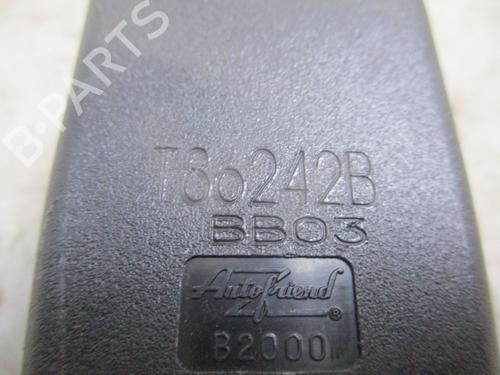 B-PARTS
T86242B
BB03
Autofriend ®
B2000